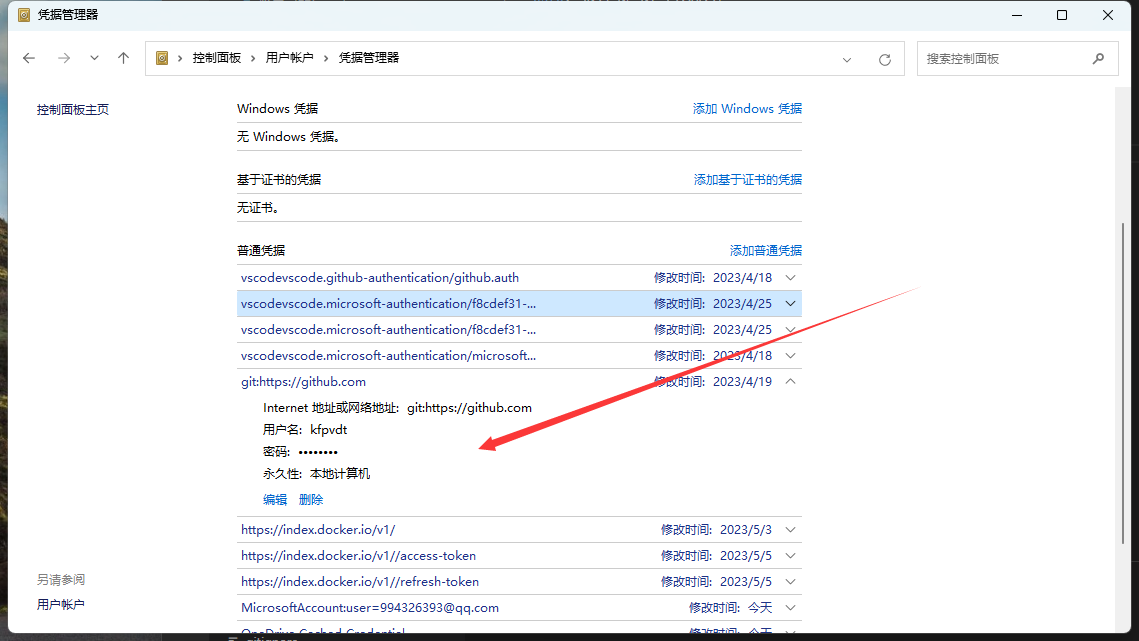 凭据管理器
控制面板 › 用户帐户 › 凭据管理器
搜索控制面板
控制面板主页
Windows 凭据 添加 Windows 凭据
无 Windows 凭据。
基于证书的凭据 添加基于证书的凭据
无证书。
普通凭据 添加普通凭据
vscodevscode.github-authentication/github.auth 修改时间: 2023/4/18
vscodevscode.microsoft-authentication/f8cdef31-... 修改时间: 2023/4/25
vscodevscode.microsoft-authentication/f8cdef31-... 修改时间: 2023/4/25
vscodevscode.microsoft-authentication/microsoft... 修改时间: 2023/4/18
git:https://github.com 修改时间: 2023/4/19
Internet 地址或网络地址: git:https://github.com
用户名: kfpvdt
密码: ••••••••
永久性: 本地计算机
编辑 删除
https://index.docker.io/v1/ 修改时间: 2023/5/3
https://index.docker.io/v1//access-token 修改时间: 2023/5/5
https://index.docker.io/v1//refresh-token 修改时间: 2023/5/5
MicrosoftAccount:user=994326393@qq.com 修改时间: 今天
OneDrive Cached Credential 修改时间: 今天
另请参阅
用户帐户